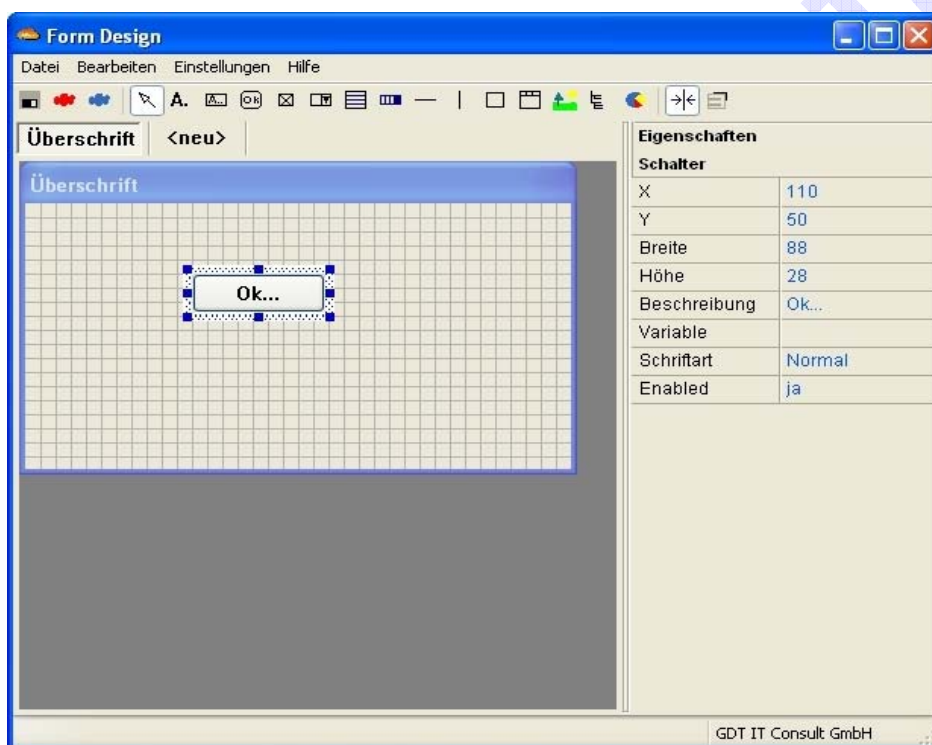 Form Design
Datei Bearbeiten Einstellungen Hilfe
A. A... OK
Überschrift <neu>
Überschrift
Ok...
Eigenschaften
Schalter
X 110
Y 50
Breite 88
Höhe 28
Beschreibung Ok...
Variable
Schriftart Normal
Enabled ja
GDT IT Consult GmbH